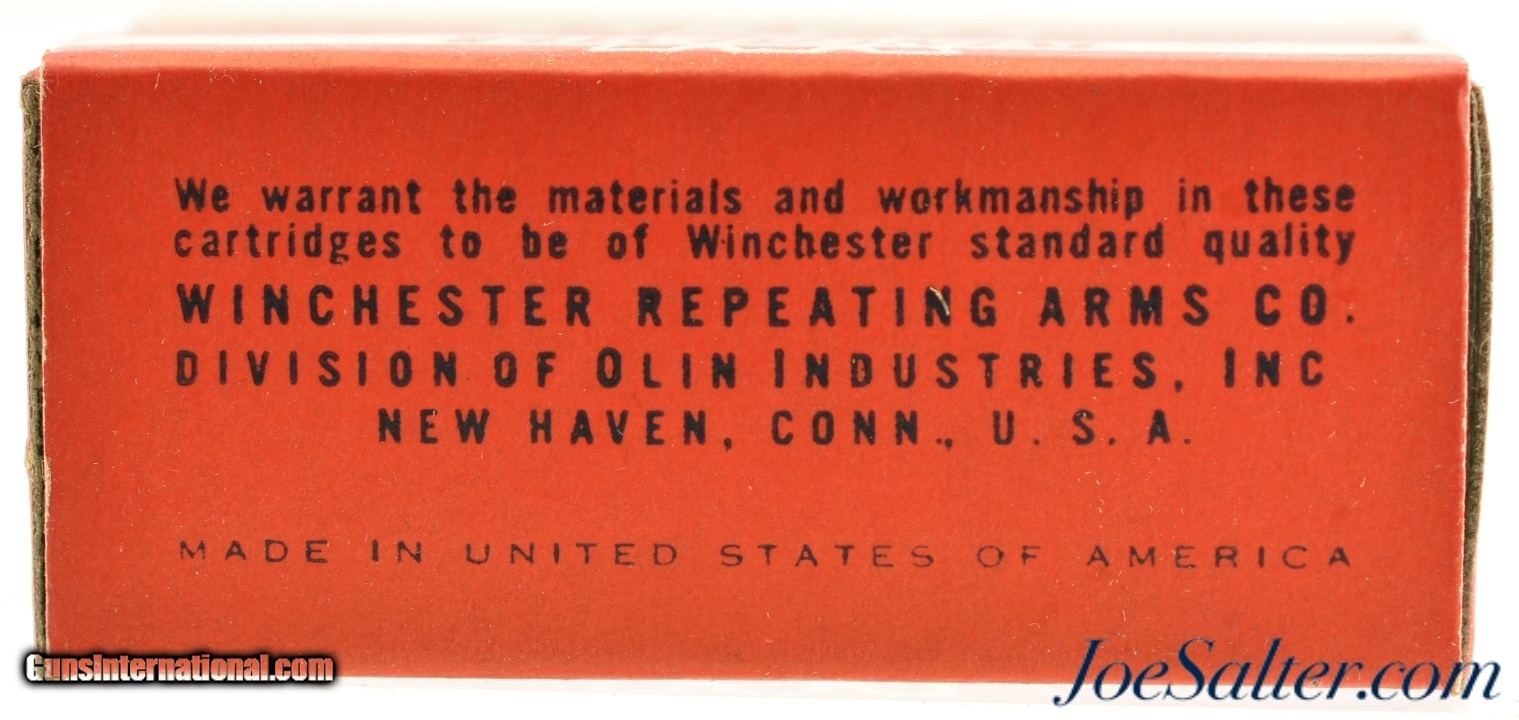 We warrant the materials and workmanship in these
cartridges to be of Winchester standard quality
WINCHESTER REPEATING ARMS CO.
DIVISION OF OLIN INDUSTRIES, INC
NEW HAVEN, CONN., U. S. A.
MADE IN UNITED STATES OF AMERICA
GunsInternational.com
JoeSalter.com